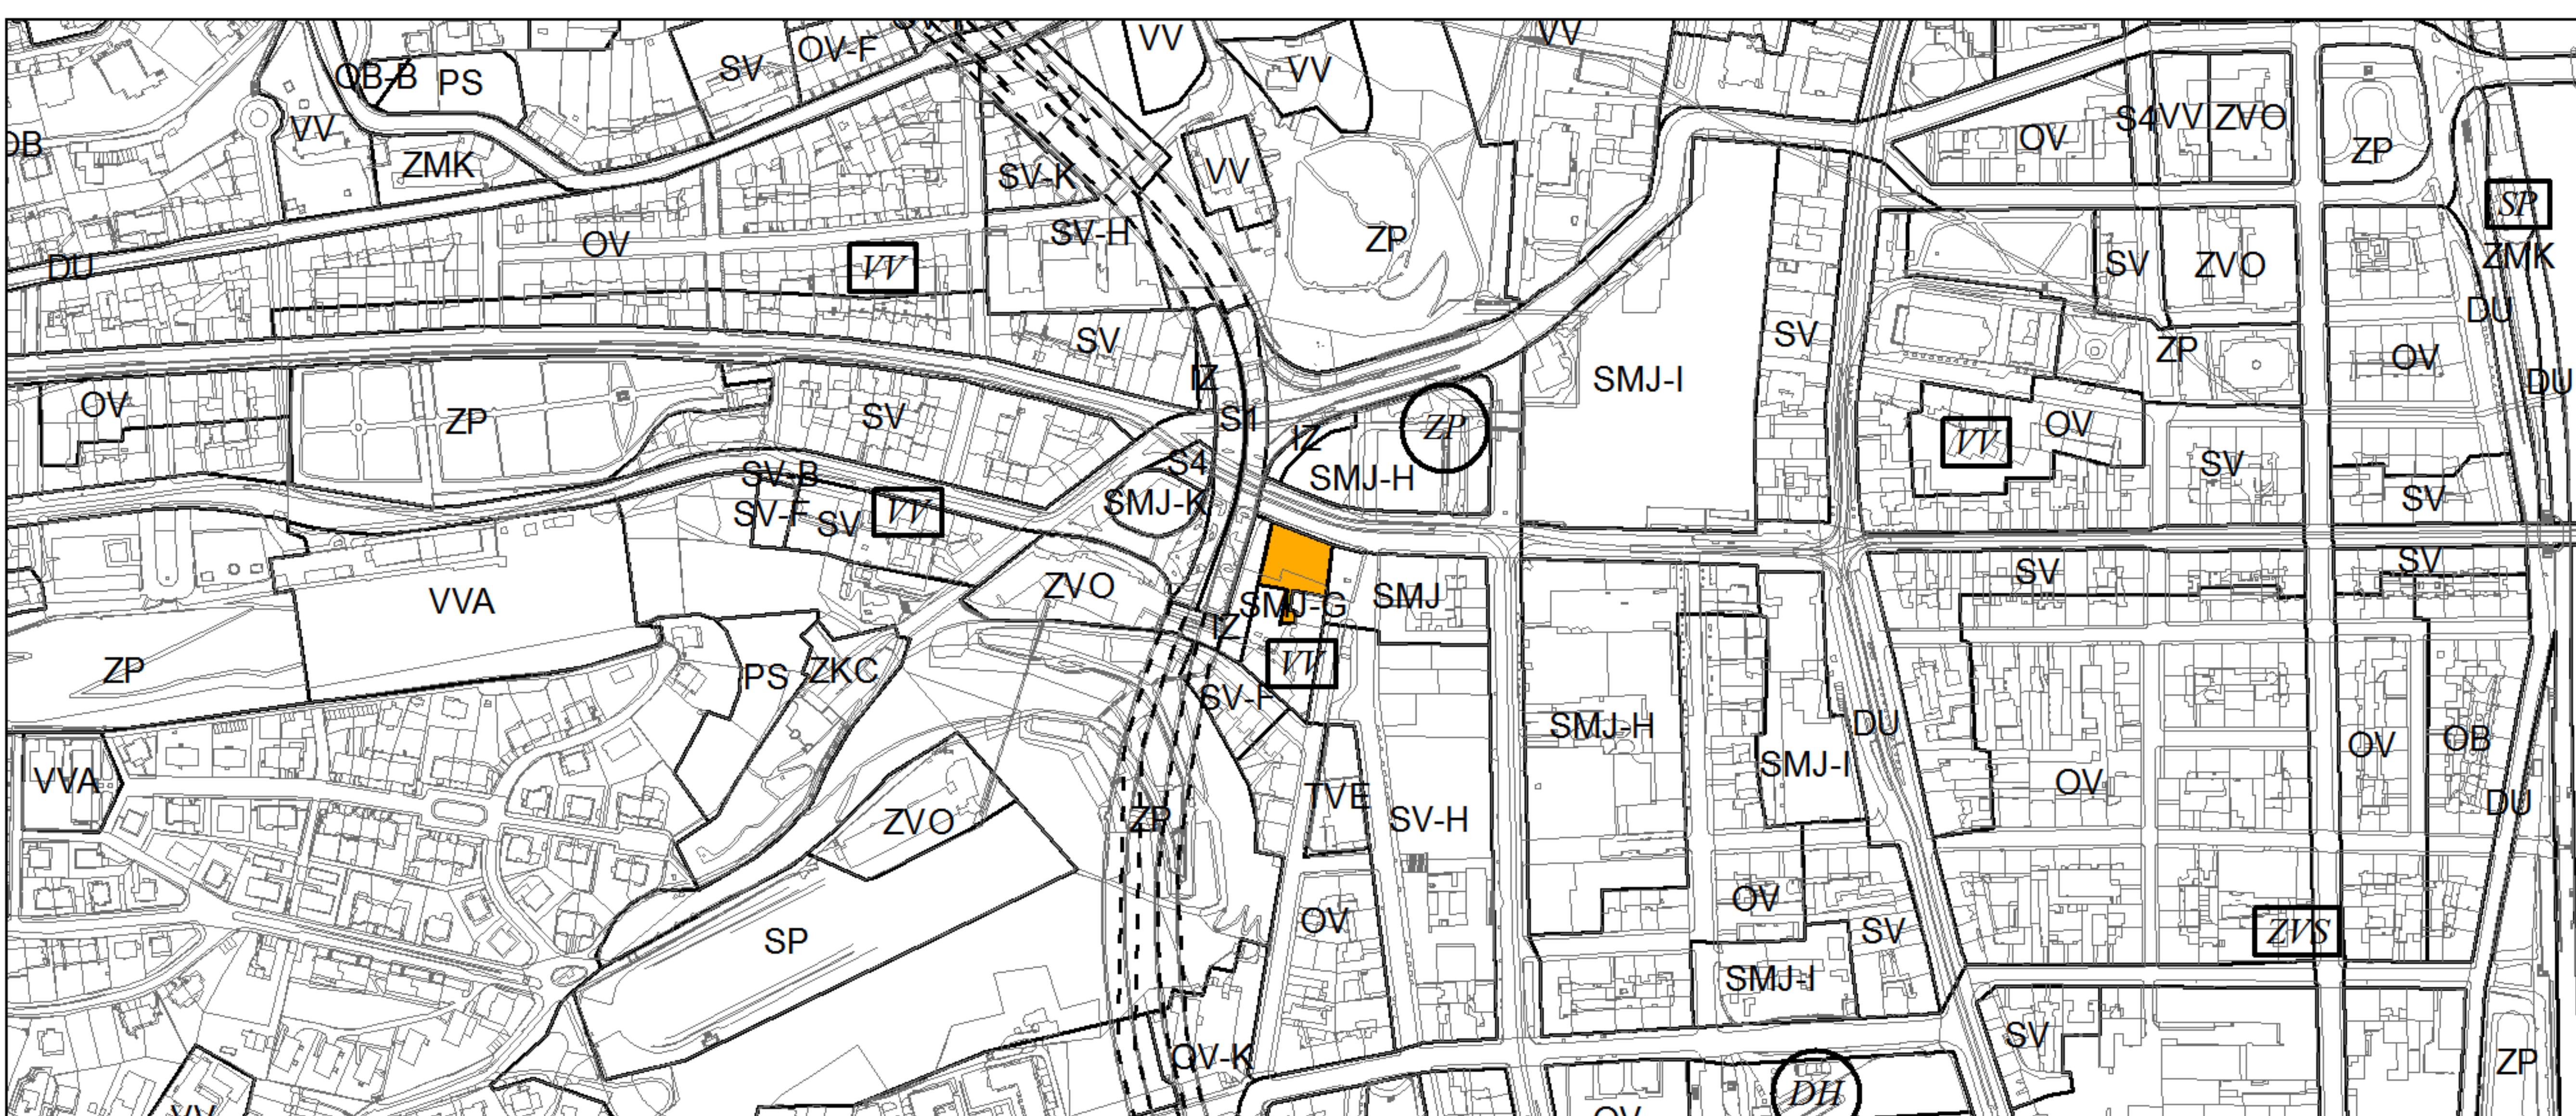 VV
VV
VV
OV-F
SV
OB-B
PS
OV
S4
VV
ZVO
VV
ZP
ZMK
VV
SV-K
SP
SV-H
ZP
OV
VV
DU
SV
ZVO
ZMK
DU
SV
SV
ZP
OV
IZ
SMJ-I
DU
OV
ZP
SV
S1
ZP
IZ
VV
OV
S4
SV
SV-B
SMJ-H
SMJ-K
SV
SV-F
SV
VV
SV
SV
VVA
ZVO
SMJ-G
SMJ
IZ
VV
ZP
PS
ZKC
SV-F
SMJ-H
DU
OV
OB
VVA
SMJ-I
OV
TVE
DU
ZVO
ZP
SV-H
OV
OV
SV
ZVS
SP
SMJ-I
SV
OV-K
ZP
DH